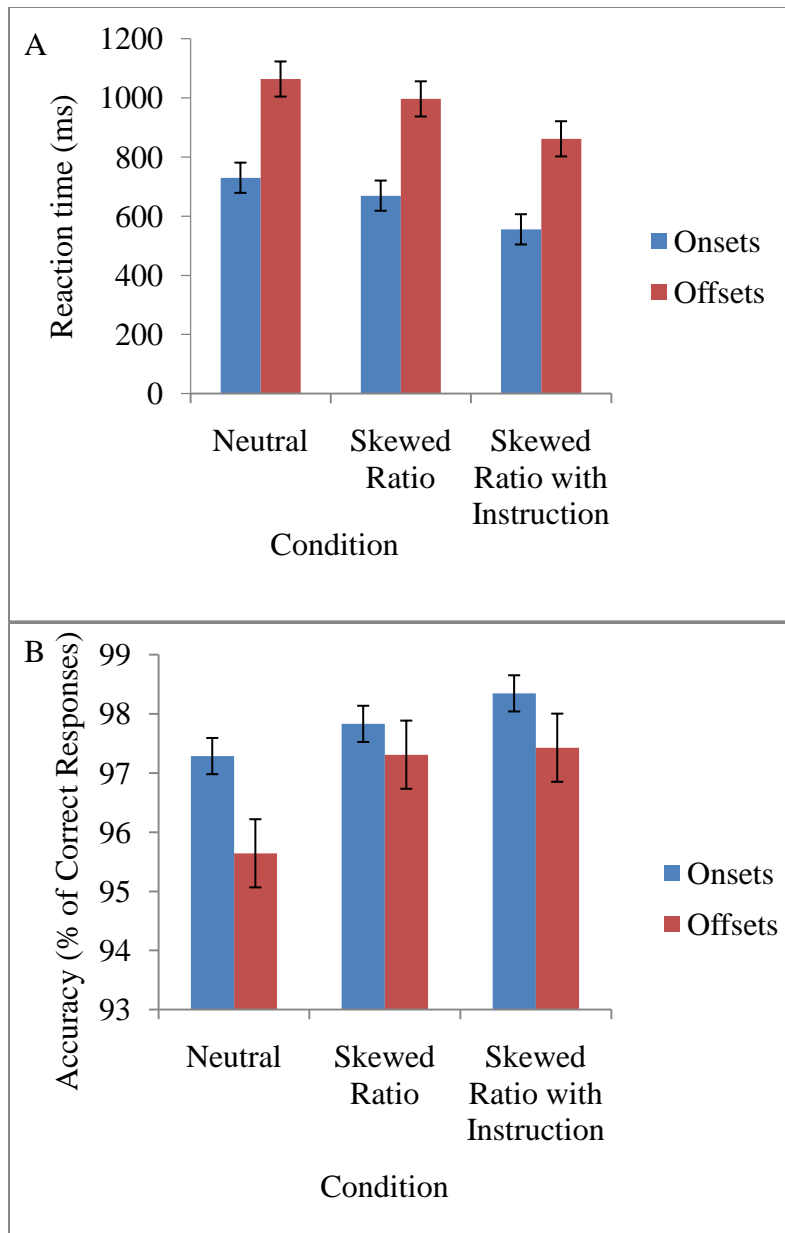 A
Reaction time (ms)
1200
1000
800
600
400
200
0
Neutral
Skewed
Ratio
Skewed
Ratio with
Instruction
Condition
Onsets
Offsets
B
Accuracy (% of Correct Responses)
99
98
97
96
95
94
93
Neutral
Skewed
Ratio
Skewed
Ratio with
Instruction
Condition
Onsets
Offsets